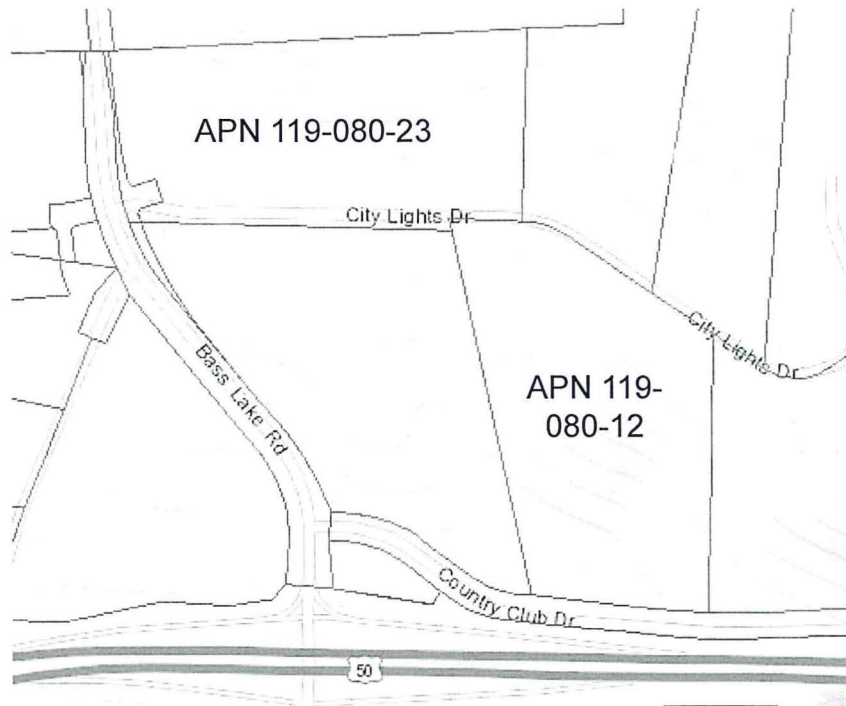 APN 119-080-23
City Lights Dr
City Lights Dr
Bass Lake Rd
APN 119-
080-12
Country Club Dr
50